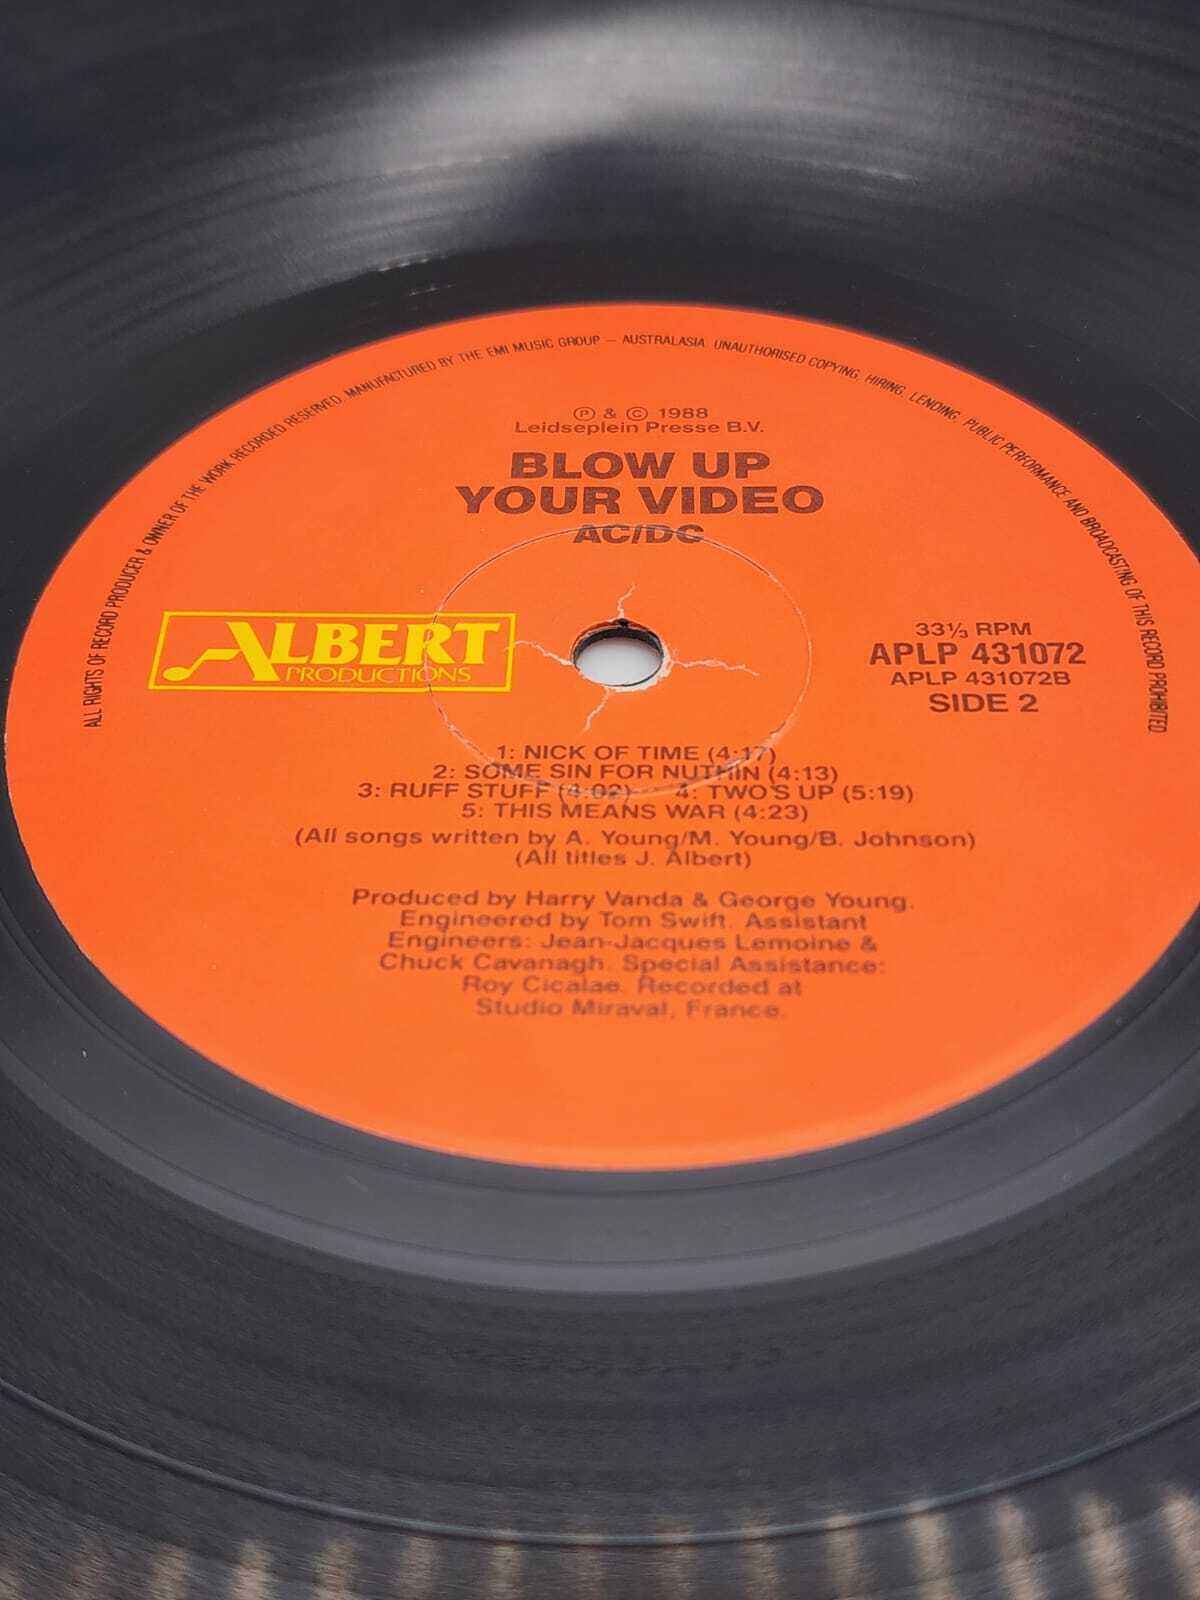 ALL RIGHTS OF RECORD PRODUCER & OWNER OF THE WORK RECORDED RESERVED. MANUFACTURED BY THE EMI MUSIC GROUP – AUSTRALASIA. UNAUTHORISED COPYING, HIRING, LENDING, PUBLIC PERFORMANCE AND BROADCASTING OF THIS RECORD PROHIBITED
Ⓟ & © 1988
Leidseplein Presse B.V.
BLOW UP
YOUR VIDEO
AC/DC
ALBERT
PRODUCTIONS
33⅓ RPM
APLP 431072
APLP 431072B
SIDE 2
1: NICK OF TIME (4:17)
2: SOME SIN FOR NUTHIN (4:13)
3: RUFF STUFF (4:02) 4: TWO'S UP (5:19)
5: THIS MEANS WAR (4:23)
(All songs written by A. Young/M. Young/B. Johnson)
(All titles J. Albert)
Produced by Harry Vanda & George Young.
Engineered by Tom Swift. Assistant
Engineers: Jean-Jacques Lemoine &
Chuck Cavanagh. Special Assistance:
Roy Cicalae. Recorded at
Studio Miraval, France.